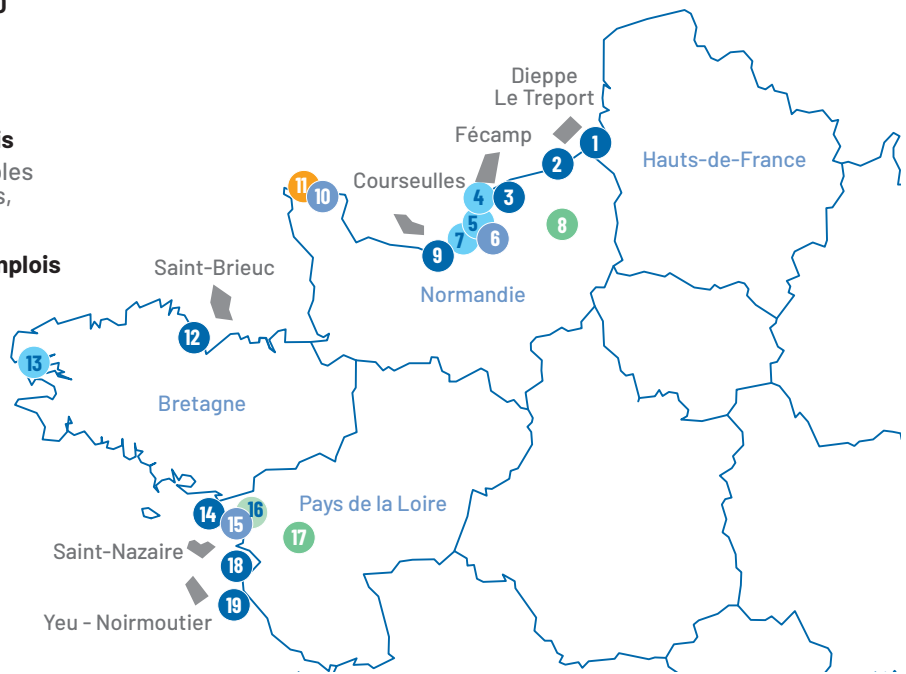 is
les
s,
nplois
Dieppe
Le Treport
1
Fécamp
2
Hauts-de-France
Courseulles
11
10
4
3
5
8
7
6
9
Saint-Brieuc
Normandie
12
13
Bretagne
14
16
15
Pays de la Loire
17
Saint-Nazaire
18
19
Yeu - Noirmoutier